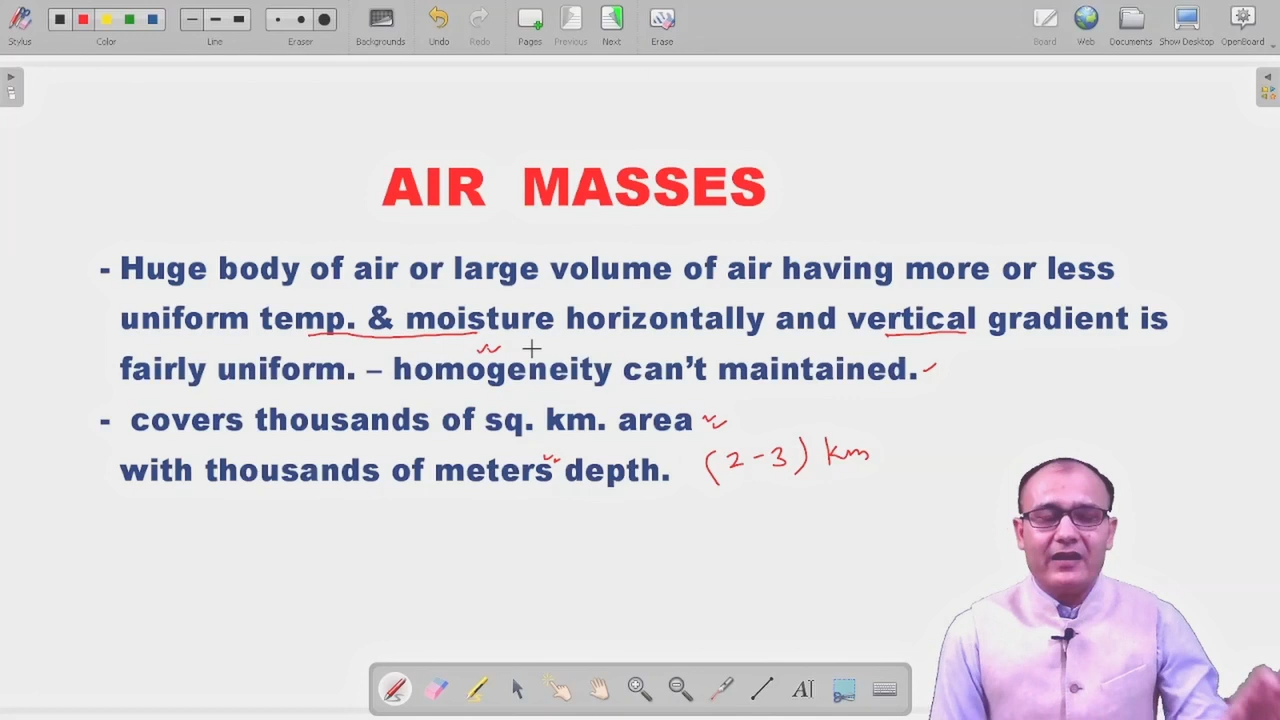 Stylus Color Line Eraser Backgrounds Undo Redo Pages Previous Next Erase Board Web Documents Show Desktop OpenBoard
AIR MASSES
- Huge body of air or large volume of air having more or less
uniform temp. & moisture horizontally and vertical gradient is
fairly uniform. – homogeneity can’t maintained.
- covers thousands of sq. km. area
with thousands of meters depth. (2-3) km